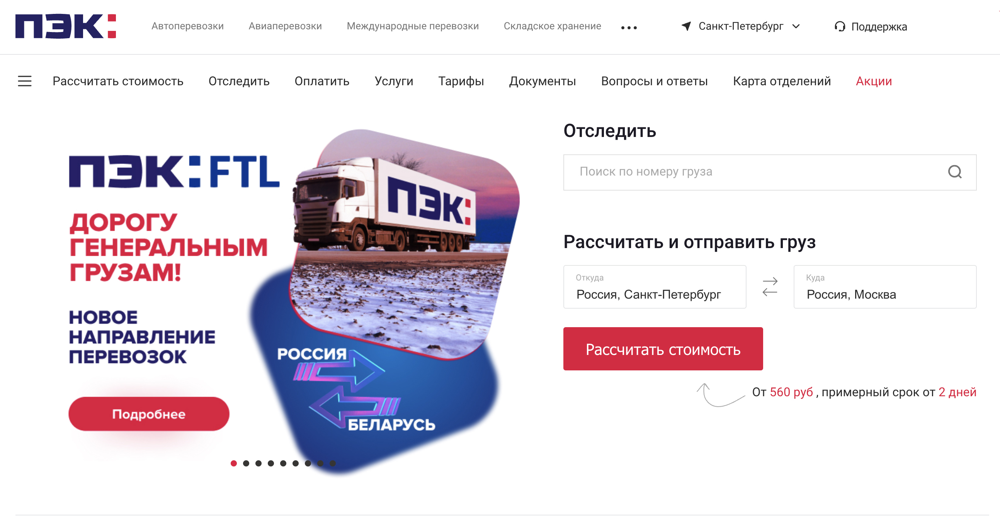 ПЭК:
Автоперевозки
Авиаперевозки
Международные перевозки
Складское хранение
Санкт-Петербург
Поддержка
Рассчитать стоимость
Отследить
Оплатить
Услуги
Тарифы
Документы
Вопросы и ответы
Карта отделений
Акции
ПЭК:FTL
ДОРОГУ
ГЕНЕРАЛЬНЫМ
ГРУЗАМ!
НОВОЕ
НАПРАВЛЕНИЕ
ПЕРЕВОЗОК
Подробнее
ПЭК:
РОССИЯ
БЕЛАРУСЬ
Отследить
Поиск по номеру груза
Рассчитать и отправить груз
Откуда
Россия, Санкт-Петербург
Куда
Россия, Москва
Рассчитать стоимость
От 560 руб , примерный срок от 2 дней